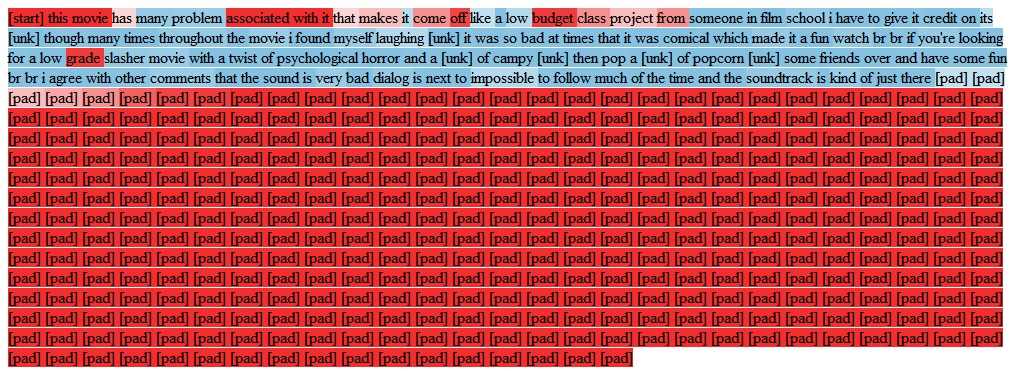 [start] this movie has many problem associated with it that makes it come off like a low budget class project from someone in film school i have to give it credit on its
[unk] though many times throughout the movie i found myself laughing [unk] it was so bad at times that it was comical which made it a fun watch br br if you're looking
for a low grade slasher movie with a twist of psychological horror and a [unk] of campy [unk] then pop a [unk] of popcorn [unk] some friends over and have some fun
br br i agree with other comments that the sound is very bad dialog is next to impossible to follow much of the time and the soundtrack is kind of just there [pad] [pad]
[pad] [pad] [pad] [pad] [pad] [pad] [pad] [pad] [pad] [pad] [pad] [pad] [pad] [pad] [pad] [pad] [pad] [pad] [pad] [pad] [pad] [pad] [pad] [pad] [pad] [pad] [pad]
[pad] [pad] [pad] [pad] [pad] [pad] [pad] [pad] [pad] [pad] [pad] [pad] [pad] [pad] [pad] [pad] [pad] [pad] [pad] [pad] [pad] [pad] [pad] [pad] [pad] [pad] [pad]
[pad] [pad] [pad] [pad] [pad] [pad] [pad] [pad] [pad] [pad] [pad] [pad] [pad] [pad] [pad] [pad] [pad] [pad] [pad] [pad] [pad] [pad] [pad] [pad] [pad] [pad] [pad]
[pad] [pad] [pad] [pad] [pad] [pad] [pad] [pad] [pad] [pad] [pad] [pad] [pad] [pad] [pad] [pad] [pad] [pad] [pad] [pad] [pad] [pad] [pad] [pad] [pad] [pad] [pad]
[pad] [pad] [pad] [pad] [pad] [pad] [pad] [pad] [pad] [pad] [pad] [pad] [pad] [pad] [pad] [pad] [pad] [pad] [pad] [pad] [pad] [pad] [pad] [pad] [pad] [pad] [pad]
[pad] [pad] [pad] [pad] [pad] [pad] [pad] [pad] [pad] [pad] [pad] [pad] [pad] [pad] [pad] [pad] [pad] [pad] [pad] [pad] [pad] [pad] [pad] [pad] [pad] [pad] [pad]
[pad] [pad] [pad] [pad] [pad] [pad] [pad] [pad] [pad] [pad] [pad] [pad] [pad] [pad] [pad] [pad] [pad] [pad] [pad] [pad] [pad] [pad] [pad] [pad] [pad] [pad] [pad]
[pad] [pad] [pad] [pad] [pad] [pad] [pad] [pad] [pad] [pad] [pad] [pad] [pad] [pad] [pad] [pad] [pad] [pad] [pad] [pad] [pad] [pad] [pad] [pad] [pad] [pad] [pad]
[pad] [pad] [pad] [pad] [pad] [pad] [pad] [pad] [pad] [pad] [pad] [pad] [pad] [pad] [pad] [pad] [pad] [pad] [pad] [pad] [pad] [pad] [pad] [pad] [pad] [pad] [pad]
[pad] [pad] [pad] [pad] [pad] [pad] [pad] [pad] [pad] [pad] [pad] [pad] [pad] [pad] [pad] [pad] [pad] [pad] [pad] [pad] [pad] [pad] [pad] [pad] [pad] [pad] [pad]
[pad] [pad] [pad] [pad] [pad] [pad] [pad] [pad] [pad] [pad] [pad] [pad] [pad] [pad] [pad] [pad] [pad] [pad] [pad] [pad] [pad] [pad] [pad] [pad] [pad] [pad] [pad]
[pad] [pad] [pad] [pad] [pad] [pad] [pad] [pad] [pad] [pad] [pad] [pad] [pad] [pad] [pad] [pad] [pad] [pad] [pad] [pad] [pad] [pad] [pad] [pad] [pad] [pad] [pad]
[pad] [pad] [pad] [pad] [pad] [pad] [pad] [pad] [pad] [pad] [pad] [pad] [pad] [pad] [pad] [pad] [pad] [pad] [pad] [pad] [pad] [pad] [pad] [pad] [pad] [pad] [pad]
[pad] [pad] [pad] [pad] [pad] [pad] [pad] [pad] [pad] [pad] [pad] [pad] [pad] [pad] [pad] [pad] [pad]